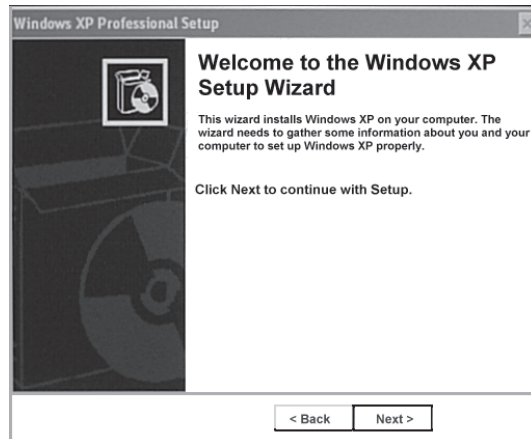 Windows XP Professional Setup
Welcome to the Windows XP
Setup Wizard
This wizard installs Windows XP on your computer. The
wizard needs to gather some information about you and your
computer to set up Windows XP properly.
Click Next to continue with Setup.
< Back
Next >